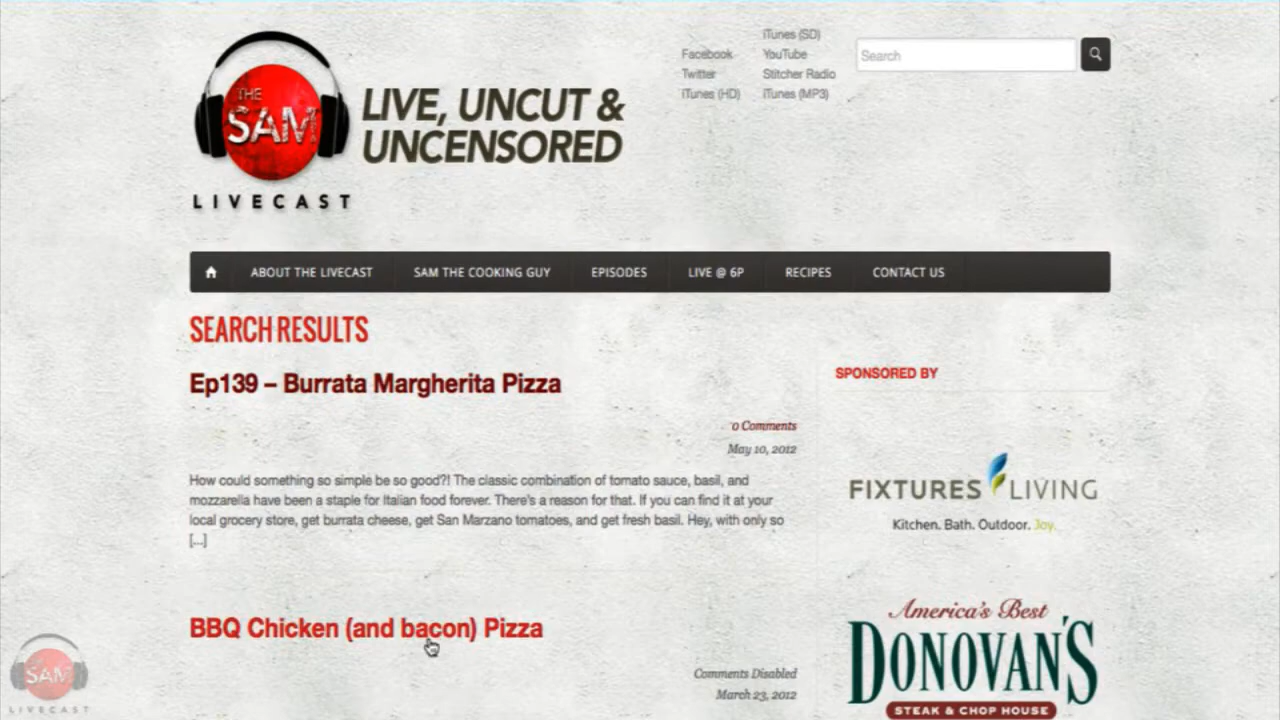 THE
SAM
LIVECAST
LIVE, UNCUT &
UNCENSORED
Facebook
Twitter
iTunes (HD)
iTunes (SD)
YouTube
Stitcher Radio
iTunes (MP3)
Search
ABOUT THE LIVECAST SAM THE COOKING GUY EPISODES LIVE @ 6P RECIPES CONTACT US
SEARCH RESULTS
Ep139 – Burrata Margherita Pizza
0 Comments
May 10, 2012
How could something so simple be so good?! The classic combination of tomato sauce, basil, and
mozzarella have been a staple for Italian food forever. There's a reason for that. If you can find it at your
local grocery store, get burrata cheese, get San Marzano tomatoes, and get fresh basil. Hey, with only so
[...]
BBQ Chicken (and bacon) Pizza
Comments Disabled
March 23, 2012
SPONSORED BY
FIXTURES LIVING
Kitchen. Bath. Outdoor. Joy.
America's Best
DONOVAN'S
STEAK & CHOP HOUSE
SAM
LIVECAST